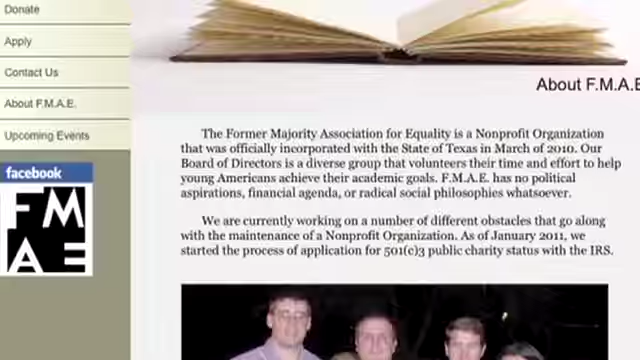 Donate
Apply
Contact Us
About F.M.A.E.
Upcoming Events
facebook
FM
AE
About F.M.A.E
The Former Majority Association for Equality is a Nonprofit Organization
that was officially incorporated with the State of Texas in March of 2010. Our
Board of Directors is a diverse group that volunteers their time and effort to help
young Americans achieve their academic goals. F.M.A.E. has no political
aspirations, financial agenda, or radical social philosophies whatsoever.
We are currently working on a number of different obstacles that go along
with the maintenance of a Nonprofit Organization. As of January 2011, we
started the process of application for 501(c)3 public charity status with the IRS.